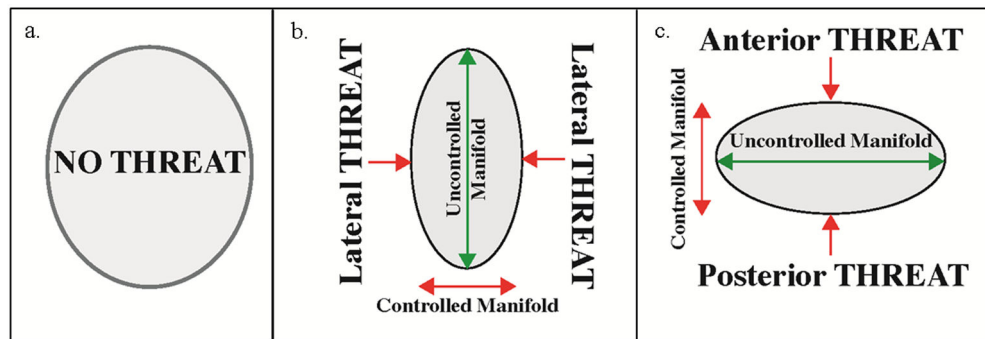 a.
NO THREAT
b.
Lateral THREAT
Uncontrolled
Manifold
Lateral THREAT
Controlled Manifold
c.
Anterior THREAT
Controlled Manifold
Uncontrolled Manifold
Posterior THREAT